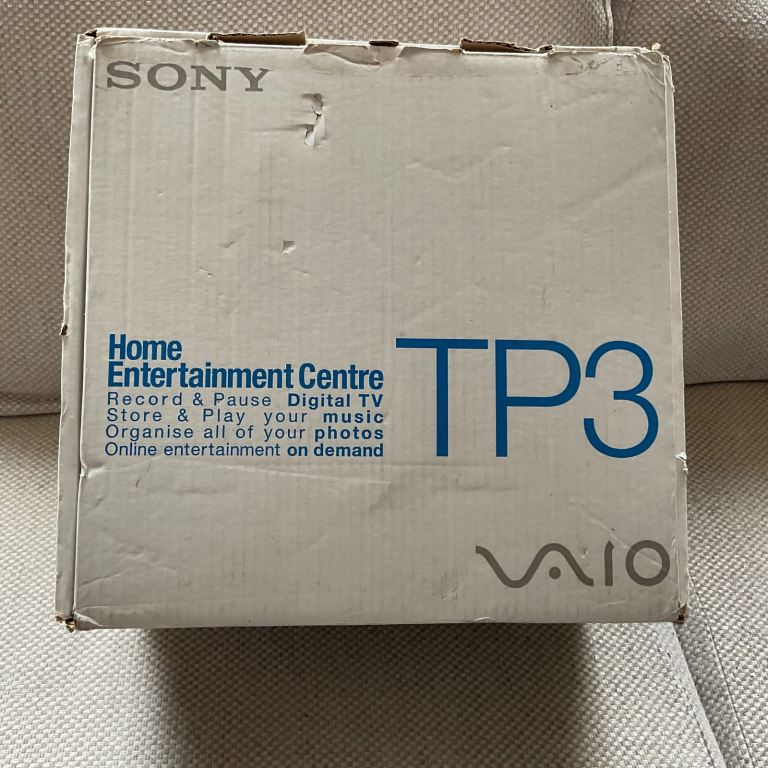 SONY
Home
Entertainment Centre
Record & Pause Digital TV
Store & Play your music
Organise all of your photos
Online entertainment on demand
TP3
VAIO